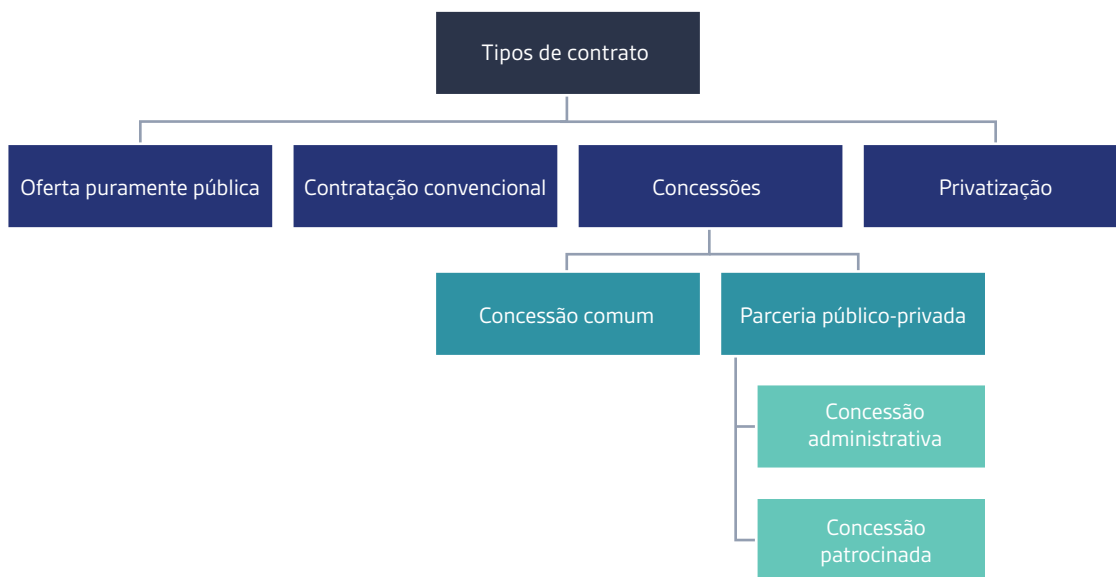 Tipos de contrato
Oferta puramente pública
Contratação convencional
Concessões
Privatização
Concessão comum
Parceria público-privada
Concessão
administrativa
Concessão
patrocinada